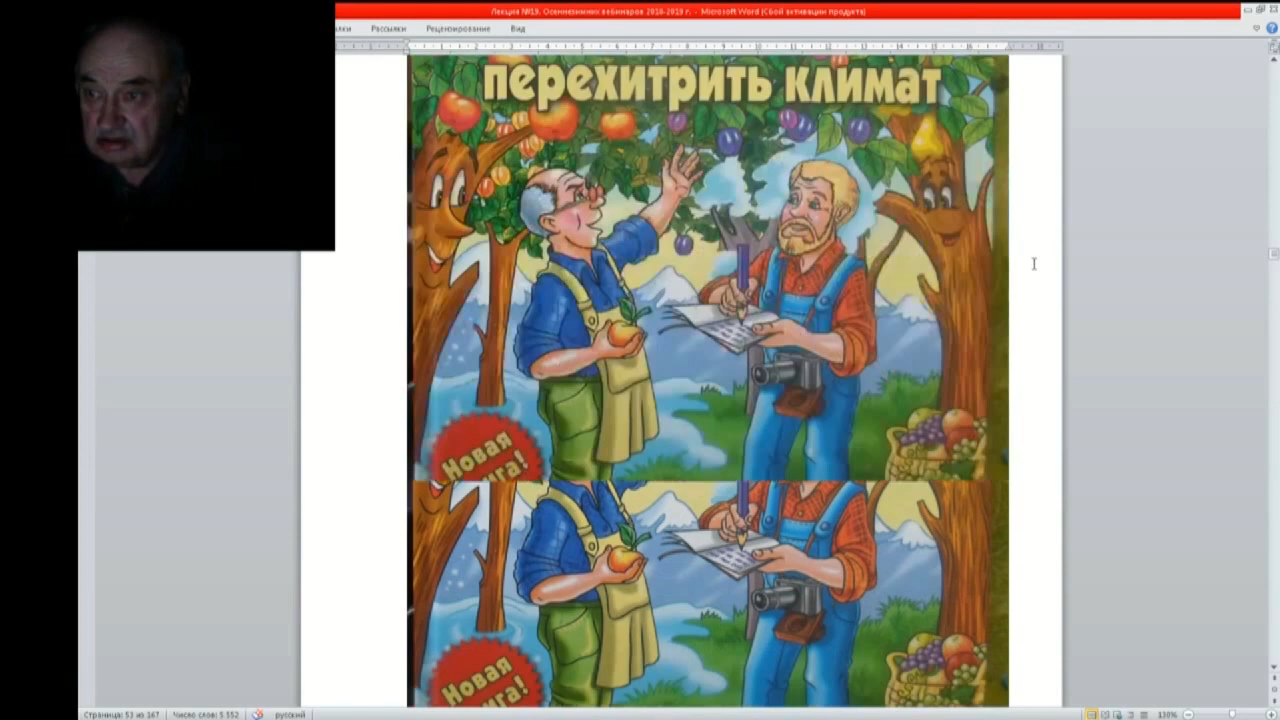 Лекция №19. Осеннезимних вебинаров 2018-2019 г. - Microsoft Word (Сбой активации продукта)
Рассылки Рецензирование Вид
перехитрить климат
Новая
Новая
Страница: 53 из 167 Число слов: 5 552 русский 130%